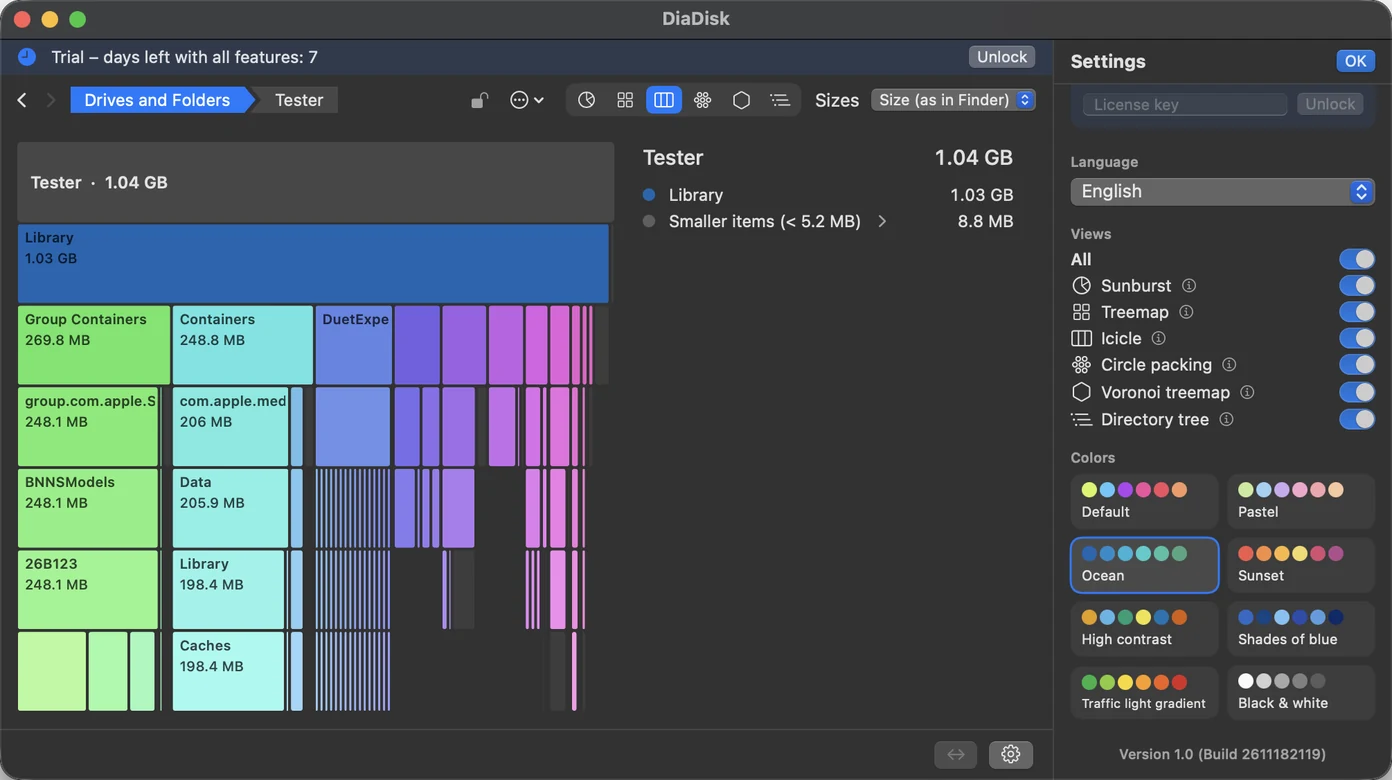 DiaDisk
Trial – days left with all features: 7
Unlock
Drives and Folders
Tester
Sizes
Size (as in Finder)
Tester · 1.04 GB
Library
1.03 GB
Group Containers
269.8 MB
Containers
248.8 MB
DuetExpe
group.com.apple.S
248.1 MB
com.apple.med
206 MB
BNNSModels
248.1 MB
Data
205.9 MB
26B123
248.1 MB
Library
198.4 MB
Caches
198.4 MB
Tester
1.04 GB
Library
1.03 GB
Smaller items (< 5.2 MB)
8.8 MB
Settings
OK
License key
Unlock
Language
English
Views
All
Sunburst
Treemap
Icicle
Circle packing
Voronoi treemap
Directory tree
Colors
Default
Pastel
Ocean
Sunset
High contrast
Shades of blue
Traffic light gradient
Black & white
Version 1.0 (Build 2611182119)